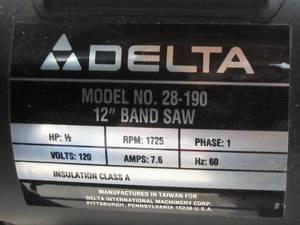 DELTA
MODEL NO. 28-190
12" BAND SAW
HP: ½ RPM: 1725 PHASE: 1
VOLTS: 120 AMPS: 7.6 Hz: 60
INSULATION CLASS A
MANUFACTURED IN TAIWAN FOR
DELTA INTERNATIONAL MACHINERY CORP.
PITTSBURGH, PENNSYLVANIA 15238 U.S.A.